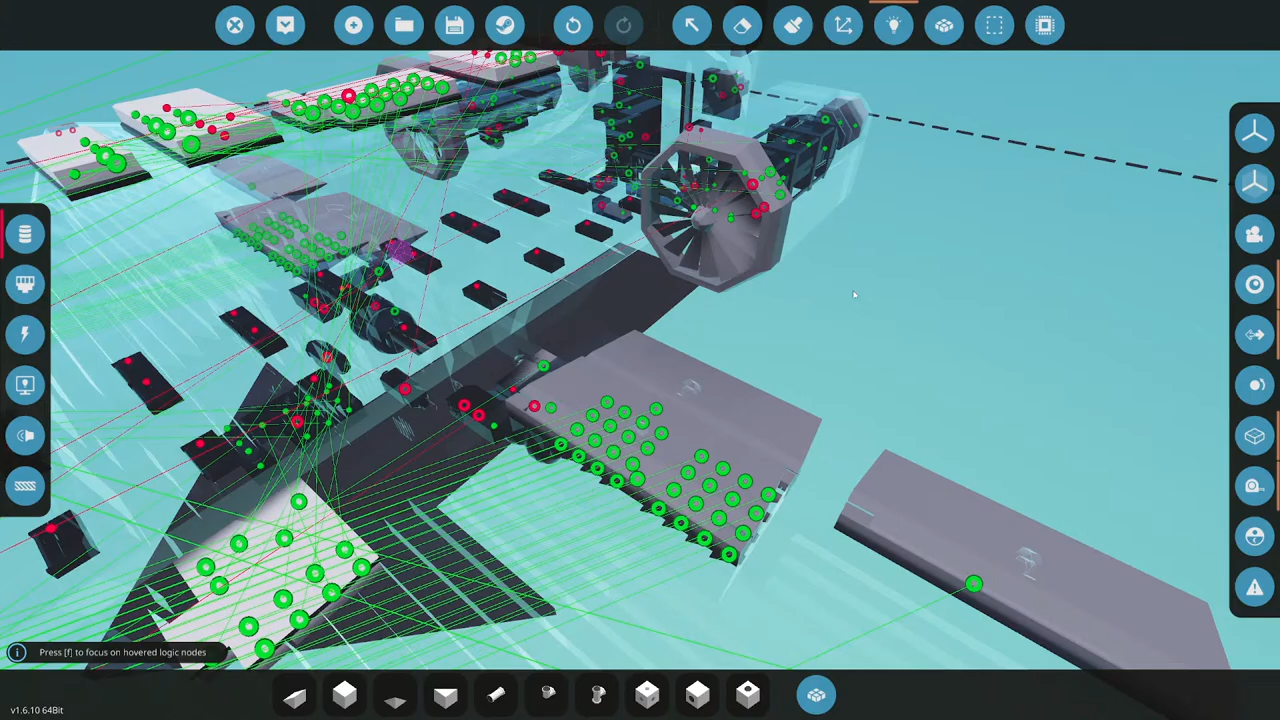 Press [f] to focus on hovered logic nodes
v1.6.10 64Bit